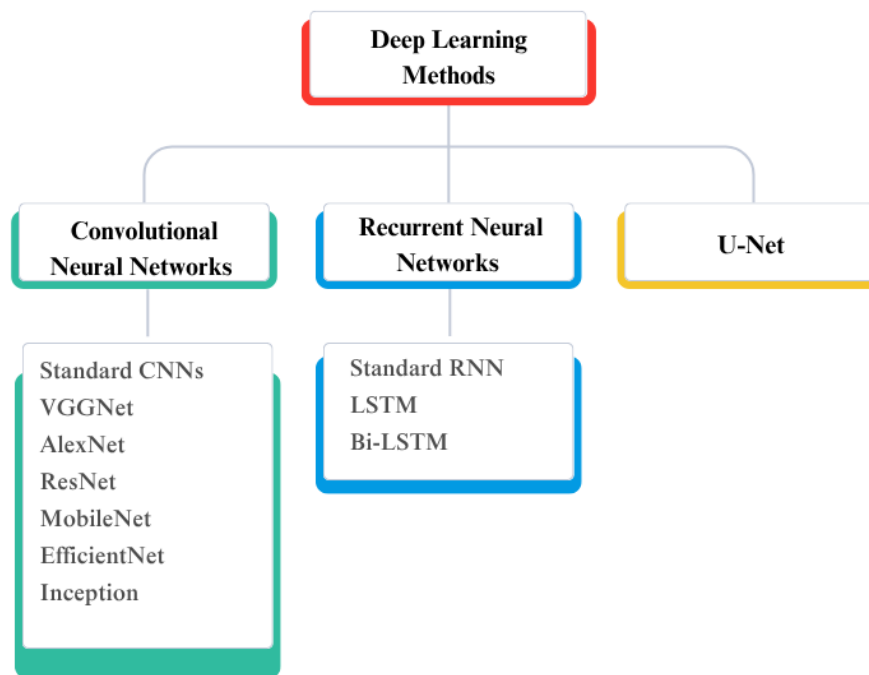 Deep Learning
Methods
Convolutional
Neural Networks
Recurrent Neural
Networks
U-Net
Standard CNNs
VGGNet
AlexNet
ResNet
MobileNet
EfficientNet
Inception
Standard RNN
LSTM
Bi-LSTM